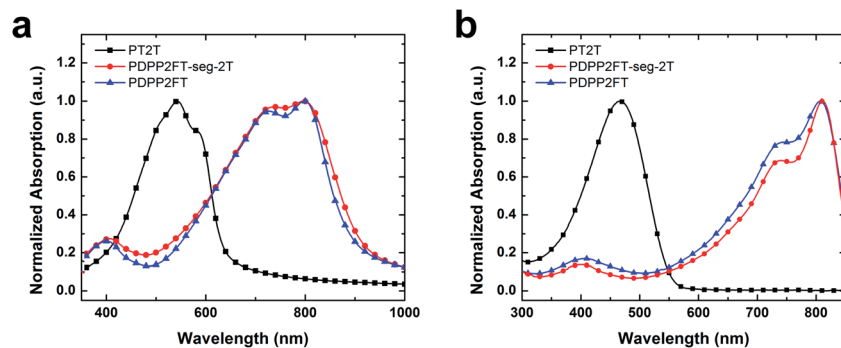 a
PT2T
PDPP2FT-seg-2T
PDPP2FT
Normalized Absorption (a.u.)
1.2
1.0
0.8
0.6
0.4
0.2
0.0
400
600
800
1000
Wavelength (nm)
b
PT2T
PDPP2FT-seg-2T
PDPP2FT
Normalized Absorption (a.u.)
1.2
1.0
0.8
0.6
0.4
0.2
0.0
300
400
500
600
700
800
Wavelength (nm)